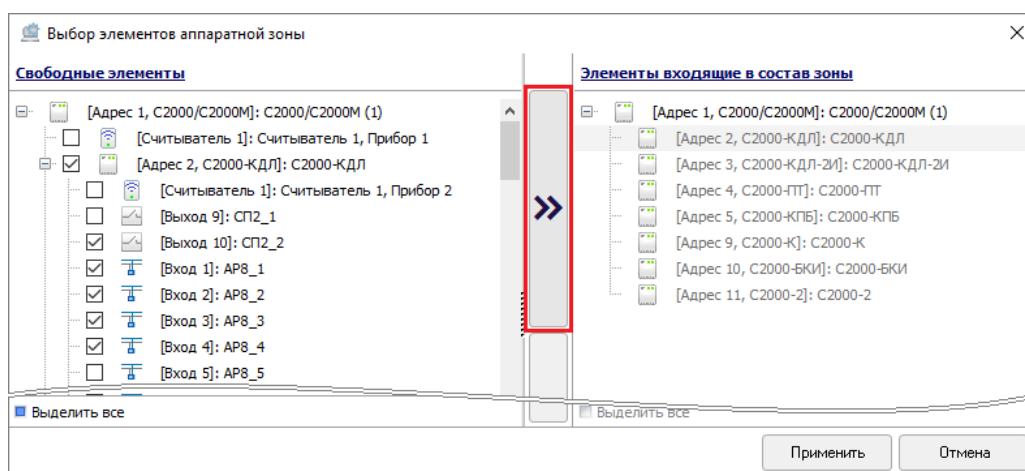 Выбор элементов аппаратной зоны
Свободные элементы
[Адрес 1, С2000/С2000М]: С2000/С2000М (1)
[Считыватель 1]: Считыватель 1, Прибор 1
[Адрес 2, С2000-КДЛ]: С2000-КДЛ
[Считыватель 1]: Считыватель 1, Прибор 2
[Выход 9]: СП2_1
[Выход 10]: СП2_2
[Вход 1]: АР8_1
[Вход 2]: АР8_2
[Вход 3]: АР8_3
[Вход 4]: АР8_4
[Вход 5]: АР8_5
Выделить все
Элементы входящие в состав зоны
[Адрес 1, С2000/С2000М]: С2000/С2000М (1)
[Адрес 2, С2000-КДЛ]: С2000-КДЛ
[Адрес 3, С2000-КДЛ-2И]: С2000-КДЛ-2И
[Адрес 4, С2000-ПТ]: С2000-ПТ
[Адрес 5, С2000-КПБ]: С2000-КПБ
[Адрес 9, С2000-К]: С2000-К
[Адрес 10, С2000-БКИ]: С2000-БКИ
[Адрес 11, С2000-2]: С2000-2
Выделить все
Применить
Отмена